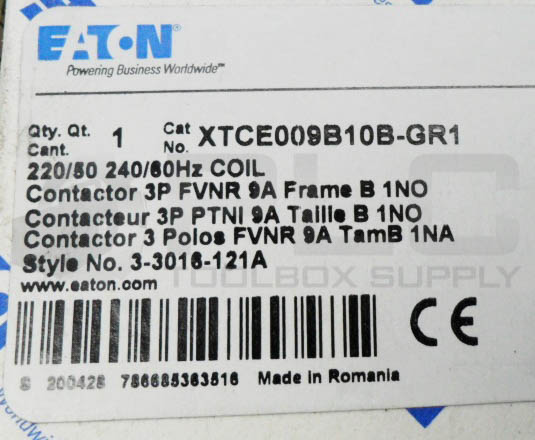 EATON
Powering Business Worldwide™
Qty. Qt. 1 Cat XTCE009B10B-GR1
Cant. No.
220/50 240/60Hz COIL
Contactor 3P FVNR 9A Frame B 1NO
Contacteur 3P PTNI 9A Taille B 1NO
Contactor 3 Polos FVNR 9A TamB 1NA
Style No. 3-3016-121A
TOOLBOX SUPPLY
www.eaton.com
CE
S 200428 786685363516 Made in Romania